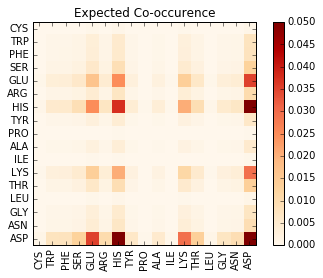 Expected Co-occurence
CYS
TRP
PHE
SER
GLU
ARG
HIS
TYR
PRO
ALA
ILE
LYS
THR
LEU
GLY
ASN
ASP
CYS
TRP
PHE
SER
GLU
ARG
HIS
TYR
PRO
ALA
ILE
LYS
THR
LEU
GLY
ASN
ASP
0.050
0.045
0.040
0.035
0.030
0.025
0.020
0.015
0.010
0.005
0.000